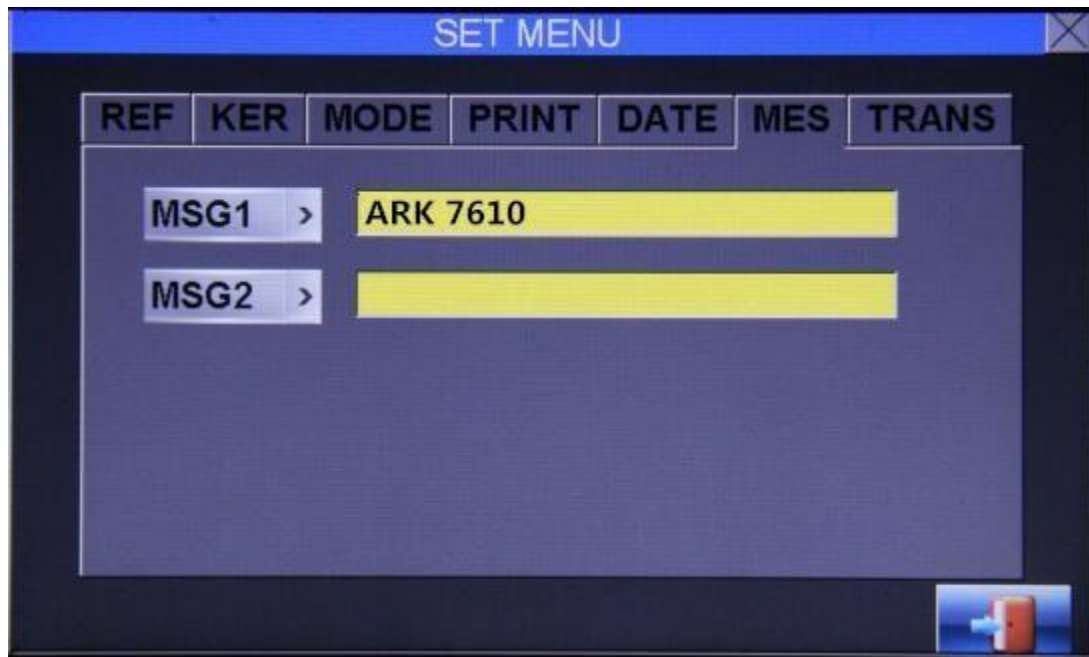 SET MENU
REF KER MODE PRINT DATE MES TRANS
MSG1 > ARK 7610
MSG2 >